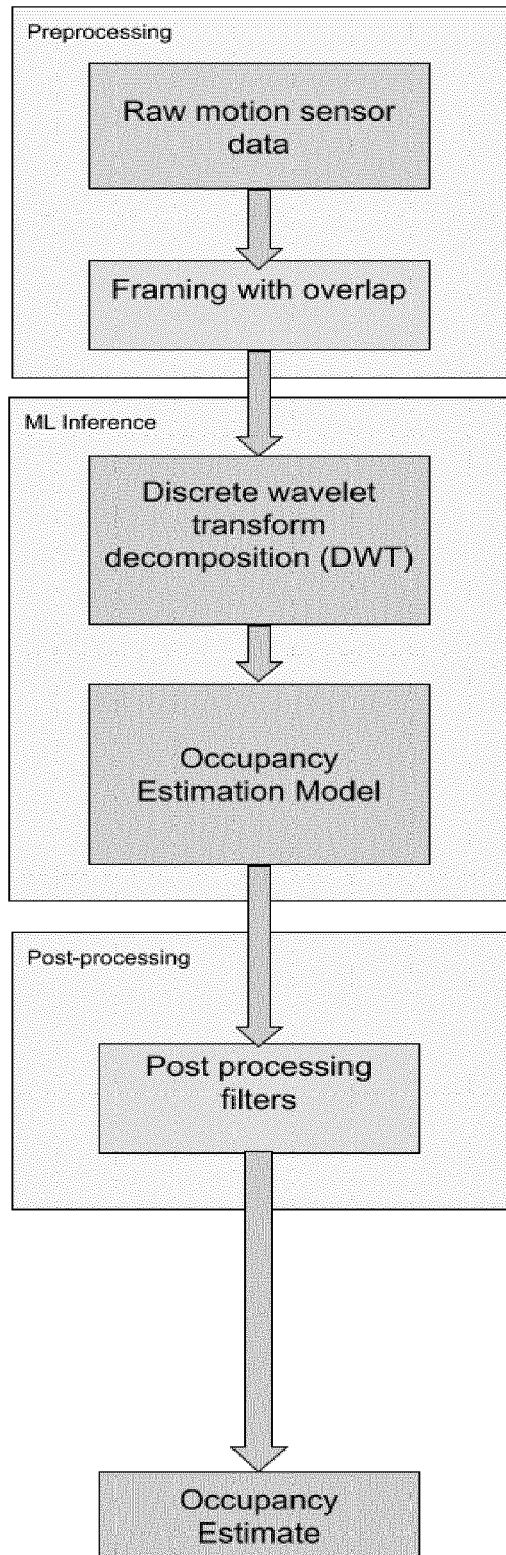 Preprocessing
Raw motion sensor
data
Framing with overlap
ML Inference
Discrete wavelet
transform
decomposition (DWT)
Occupancy
Estimation Model
Post-processing
Post processing
filters
Occupancy
Estimate